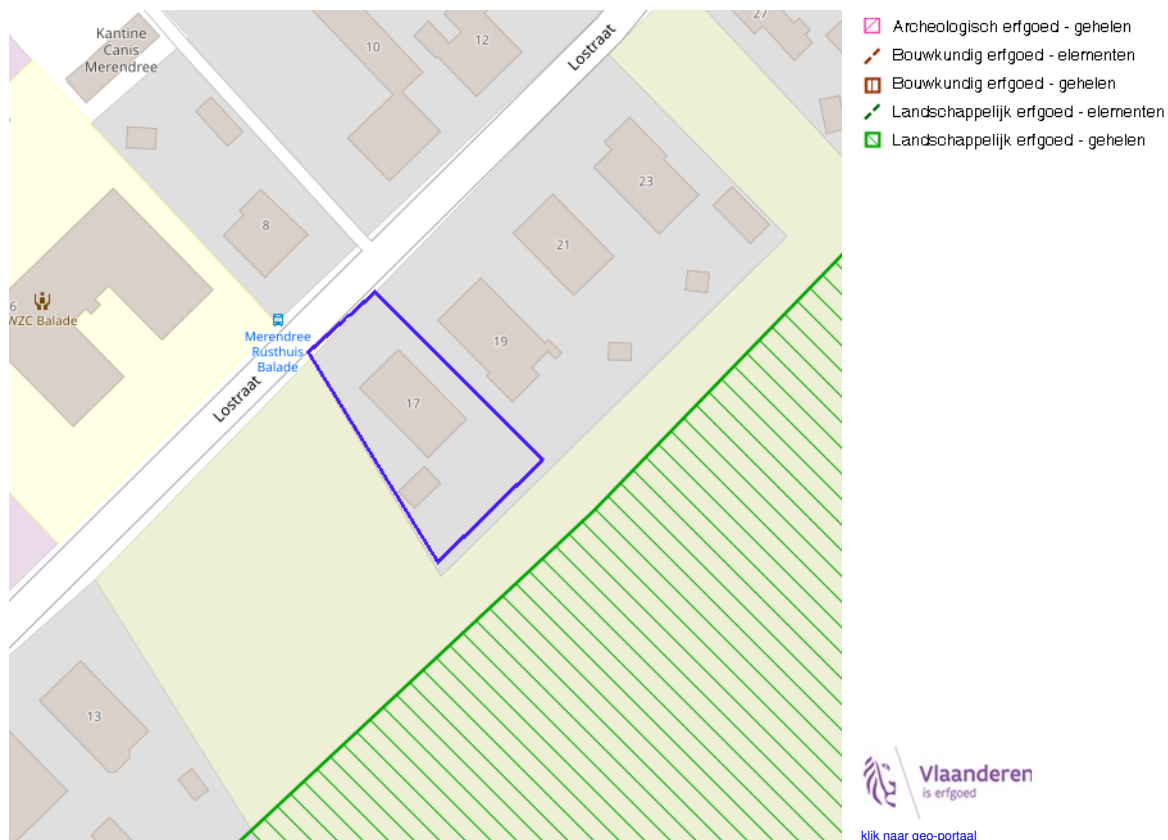 Kantine
Canis
Merendree
10
12
27
Lostraat
23
8
21
6
WZC Balade
Merendree
Rusthuis
Balade
19
17
Lostraat
13
Archeologisch erfgoed - gehelen
Bouwkundig erfgoed - elementen
Bouwkundig erfgoed - gehelen
Landschappelijk erfgoed - elementen
Landschappelijk erfgoed - gehelen
Vlaanderen
is erfgoed
klik naar geo-portaal